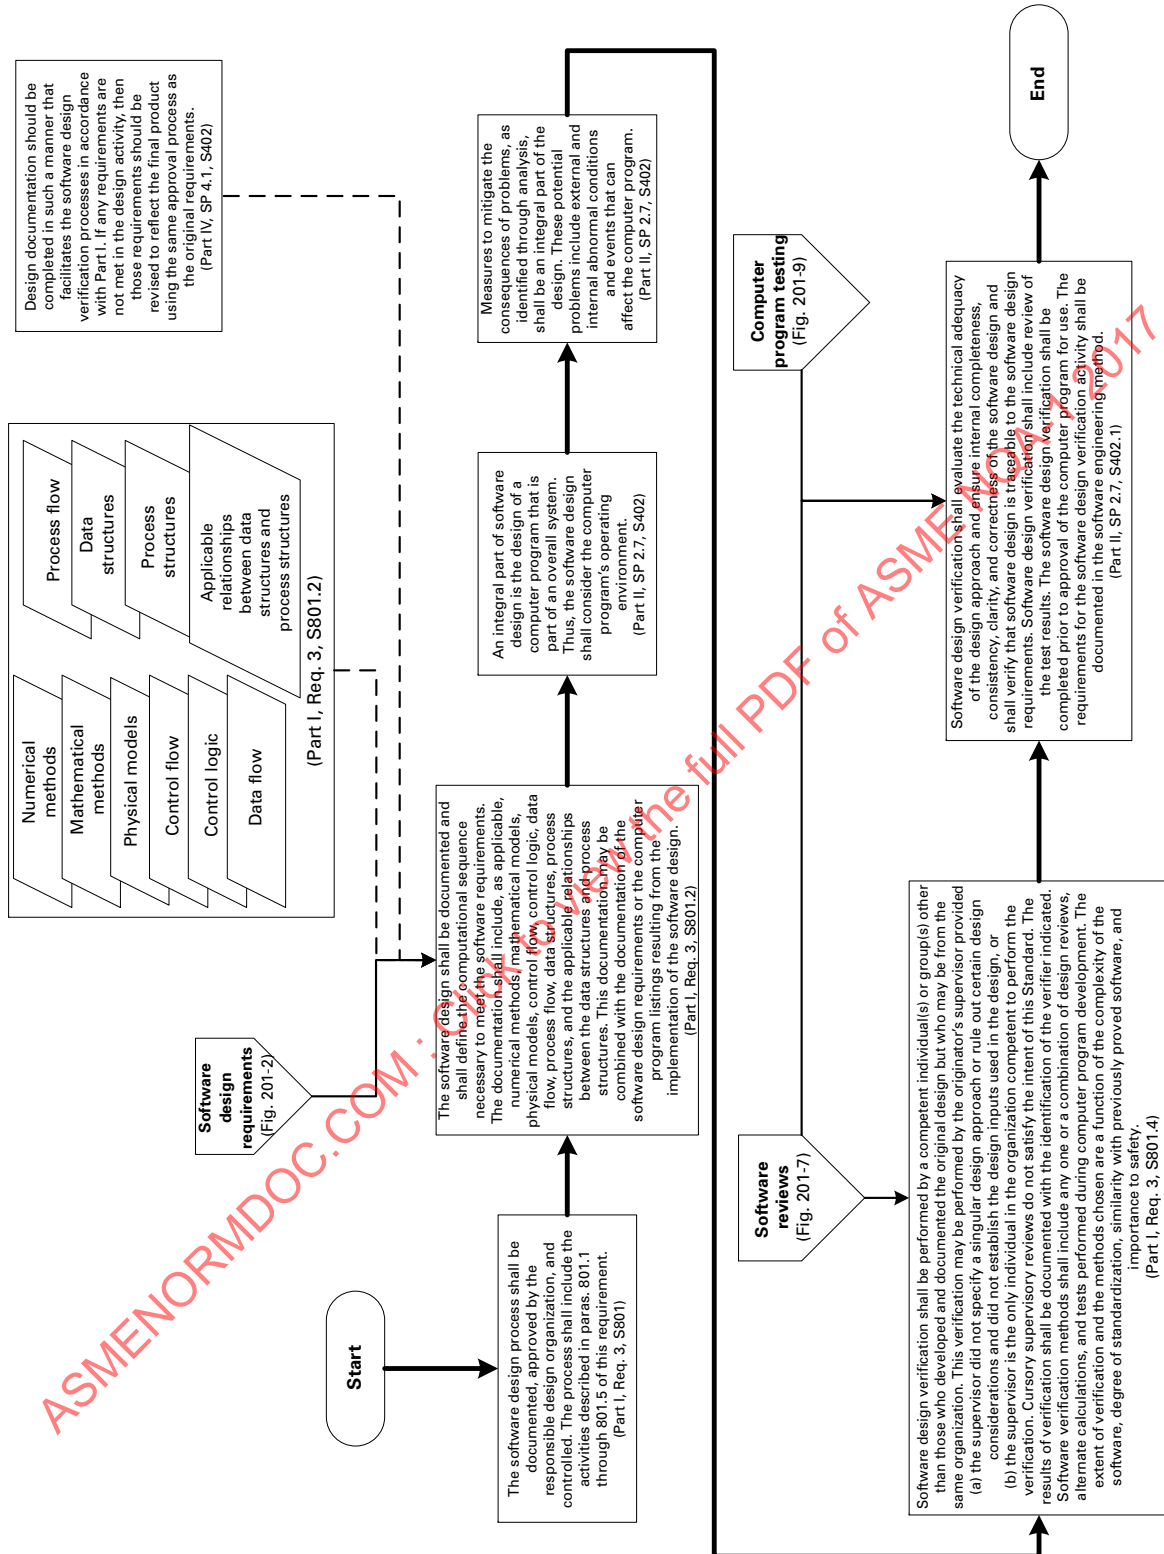 Start
The software design process shall be
documented, approved by the
responsible design organization, and
controlled. The process shall include the
activities described in paras. 801.1
through 801.5 of this requirement.
(Part I, Req. 3, S801)
Software
design
requirements
(Fig. 201-2)
Numerical
methods
Mathematical
methods
Physical models
Control flow
Control logic
Data flow
Process flow
Data
structures
Process
structures
Applicable
relationships
between data
structures and
process structures
(Part I, Req. 3, S801.2)
Design documentation should be
completed in such a manner that
facilitates the software design
verification processes in accordance
with Part I. If any requirements are
not met in the design activity, then
those requirements should be
revised to reflect the final product
using the same approval process as
the original requirements.
(Part IV, SP 4.1, S402)
The software design shall be documented and
shall define the computational sequence
necessary to meet the software requirements.
The documentation shall include, as applicable,
numerical methods, mathematical models,
physical models, control flow, control logic, data
flow, process flow, data structures, process
structures, and the applicable relationships
between the data structures and process
structures. This documentation may be
combined with the documentation of the
software design requirements or the computer
program listings resulting from the
implementation of the software design.
(Part I, Req. 3, S801.2)
An integral part of software
design is the design of a
computer program that is
part of an overall system.
Thus, the software design
shall consider the computer
program's operating
environment.
(Part II, SP 2.7, S402)
Measures to mitigate the
consequences of problems, as
identified through analysis,
shall be an integral part of the
design. These potential
problems include external and
internal abnormal conditions
and events that can
affect the computer program.
(Part II, SP 2.7, S402)
Software
reviews
(Fig. 201-7)
Computer
program testing
(Fig. 201-9)
Software design verification shall be performed by a competent individual(s) or group(s) other
than those who developed and documented the original design but who may be from the
same organization. This verification may be performed by the originator's supervisor provided
(a) the supervisor did not specify a singular design approach or rule out certain design
considerations and did not establish the design inputs used in the design, or
(b) the supervisor is the only individual in the organization competent to perform the
verification. Cursory supervisory reviews do not satisfy the intent of this Standard. The
results of verification shall be documented with the identification of the verifier indicated.
Software verification methods shall include any one or a combination of design reviews,
alternate calculations, and tests performed during computer program development. The
extent of verification and the methods chosen are a function of the complexity of the
software, degree of standardization, similarity with previously proved software, and
importance to safety.
(Part I, Req. 3, S801.4)
Software design verification shall evaluate the technical adequacy
of the design approach and ensure internal completeness,
consistency, clarity, and correctness of the software design and
shall verify that software design is traceable to the software design
requirements. Software design verification shall include review of
the test results. The software design verification shall be
completed prior to approval of the computer program for use. The
requirements for the software design verification activity shall be
documented in the software engineering method.
(Part II, SP 2.7, S402.1)
End
ASMENORMDOC.COM : Click to view the full PDF of ASME NQA-1 2017